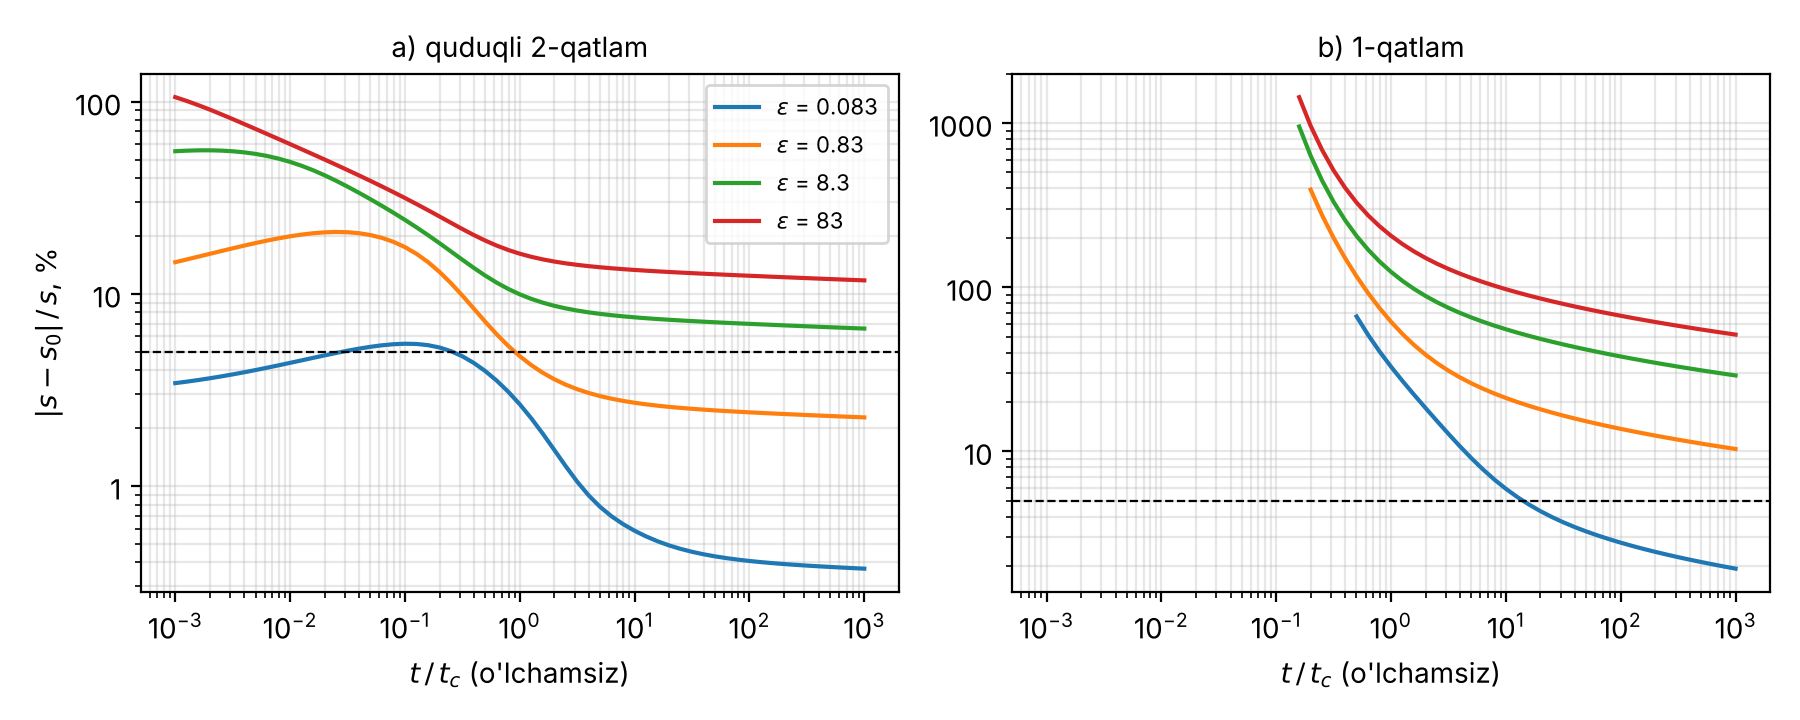 a) quduqli 2-qatlam
100
10
1
|s − s₀| / s, %
ε = 0.083
ε = 0.83
ε = 8.3
ε = 83
10⁻³ 10⁻² 10⁻¹ 10⁰ 10¹ 10² 10³
t / t_c (o'lchamsiz)
b) 1-qatlam
1000
100
10
10⁻³ 10⁻² 10⁻¹ 10⁰ 10¹ 10² 10³
t / t_c (o'lchamsiz)